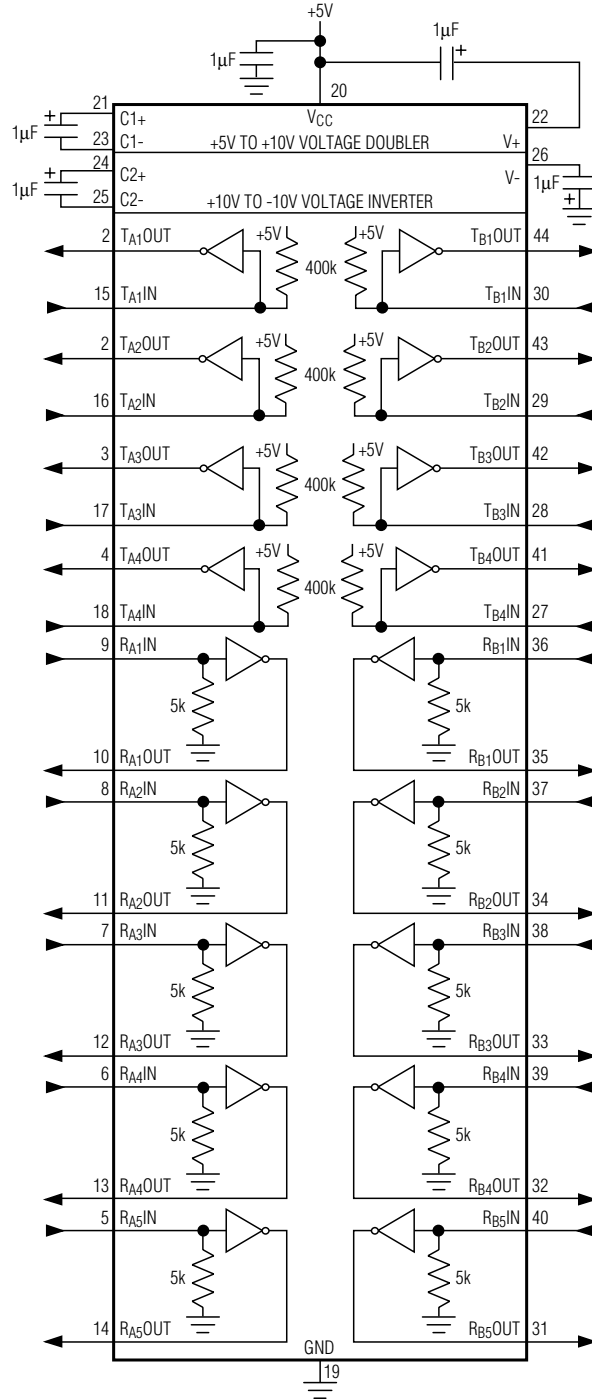 +5V
1µF
1µF +
20
21
VCC
22
+
C1+
1µF
23
C1-
+5V TO +10V VOLTAGE DOUBLER
V+
24
26
+
C2+
V-
1µF
25
C2-
+10V TO -10V VOLTAGE INVERTER
1µF
+
2 TA1OUT +5V +5V TB1OUT 44
400k
15 TA1IN TB1IN 30
2 TA2OUT +5V +5V TB2OUT 43
400k
16 TA2IN TB2IN 29
3 TA3OUT +5V +5V TB3OUT 42
400k
17 TA3IN TB3IN 28
4 TA4OUT +5V +5V TB4OUT 41
400k
18 TA4IN TB4IN 27
9 RA1IN RB1IN 36
5k 5k
10 RA1OUT RB1OUT 35
8 RA2IN RB2IN 37
5k 5k
11 RA2OUT RB2OUT 34
7 RA3IN RB3IN 38
5k 5k
12 RA3OUT RB3OUT 33
6 RA4IN RB4IN 39
5k 5k
13 RA4OUT RB4OUT 32
5 RA5IN RB5IN 40
5k 5k
14 RA5OUT RB5OUT 31
GND
19